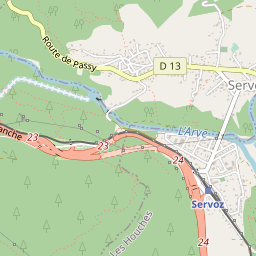 Route de Passy
D 13
Servo
L'Arve
anche
23
23
24
Servoz
24
Les Houches